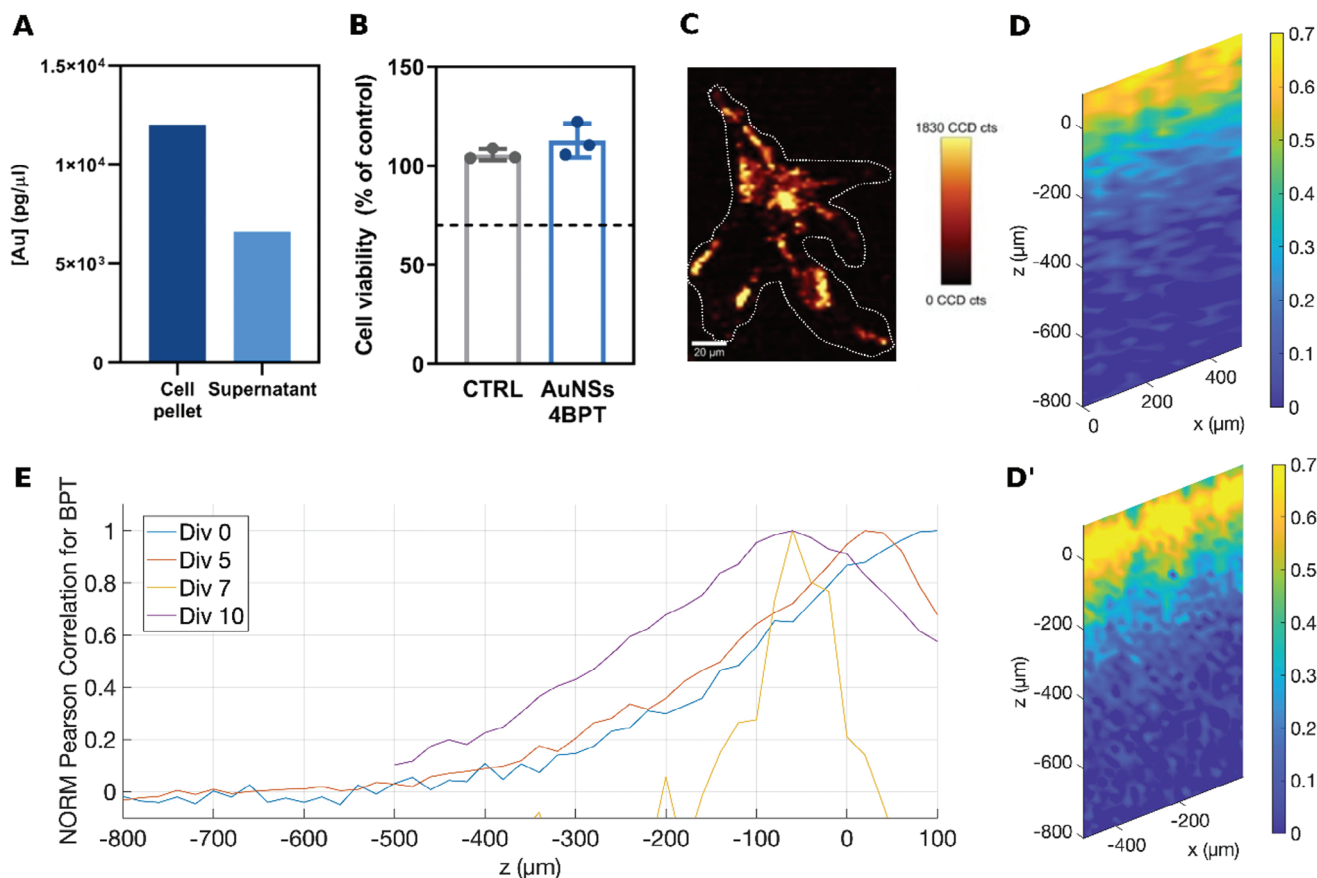 A
1.5×10⁴
1×10⁴
5×10³
0
[Au] (pg/µl)
Cell
pellet
Supernatant
B
150
100
50
0
Cell viability (% of control)
CTRL
AuNSs
4BPT
C
1830 CCD cts
0 CCD cts
20 µm
D
0
-200
-400
-600
-800
z (µm)
0
200
400
x (µm)
0.7
0.6
0.5
0.4
0.3
0.2
0.1
0
E
NORM Pearson Correlation for BPT
1
0.8
0.6
0.4
0.2
0
Div 0
Div 5
Div 7
Div 10
-800
-700
-600
-500
-400
-300
-200
-100
0
100
z (µm)
D'
0
-200
-400
-600
-800
z (µm)
-400
-200
x (µm)
0.7
0.6
0.5
0.4
0.3
0.2
0.1
0